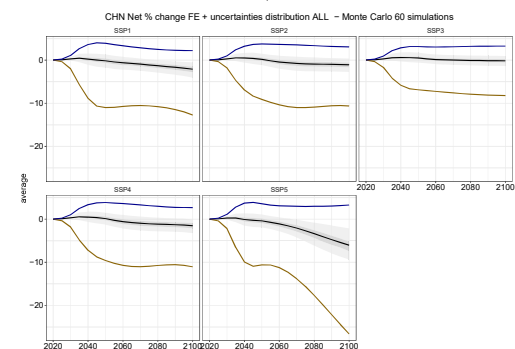 CHN Net % change FE + uncertainties distribution ALL − Monte Carlo 60 simulations
SSP1 SSP2 SSP3
0
−10
−20
2020 2040 2060 2080 2100
average
SSP4 SSP5
0
−10
−20
2020 2040 2060 2080 2100 2020 2040 2060 2080 2100